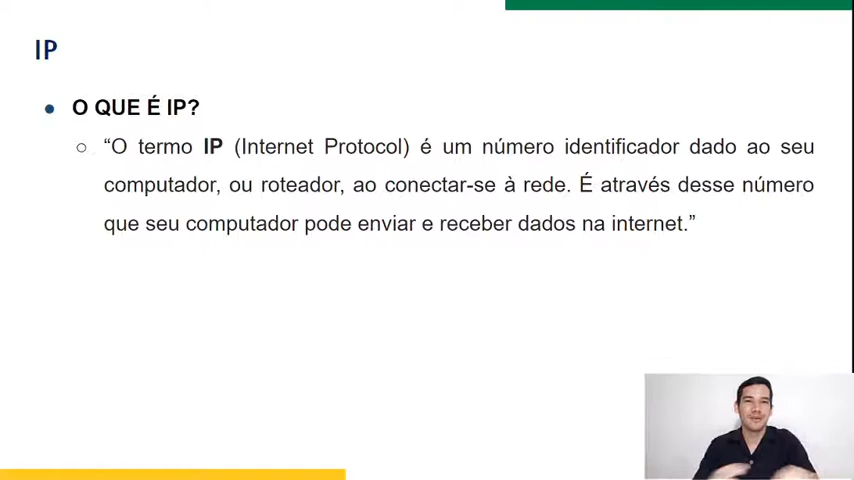 IP
● O QUE É IP?
○ “O termo IP (Internet Protocol) é um número identificador dado ao seu
computador, ou roteador, ao conectar-se à rede. É através desse número
que seu computador pode enviar e receber dados na internet.”